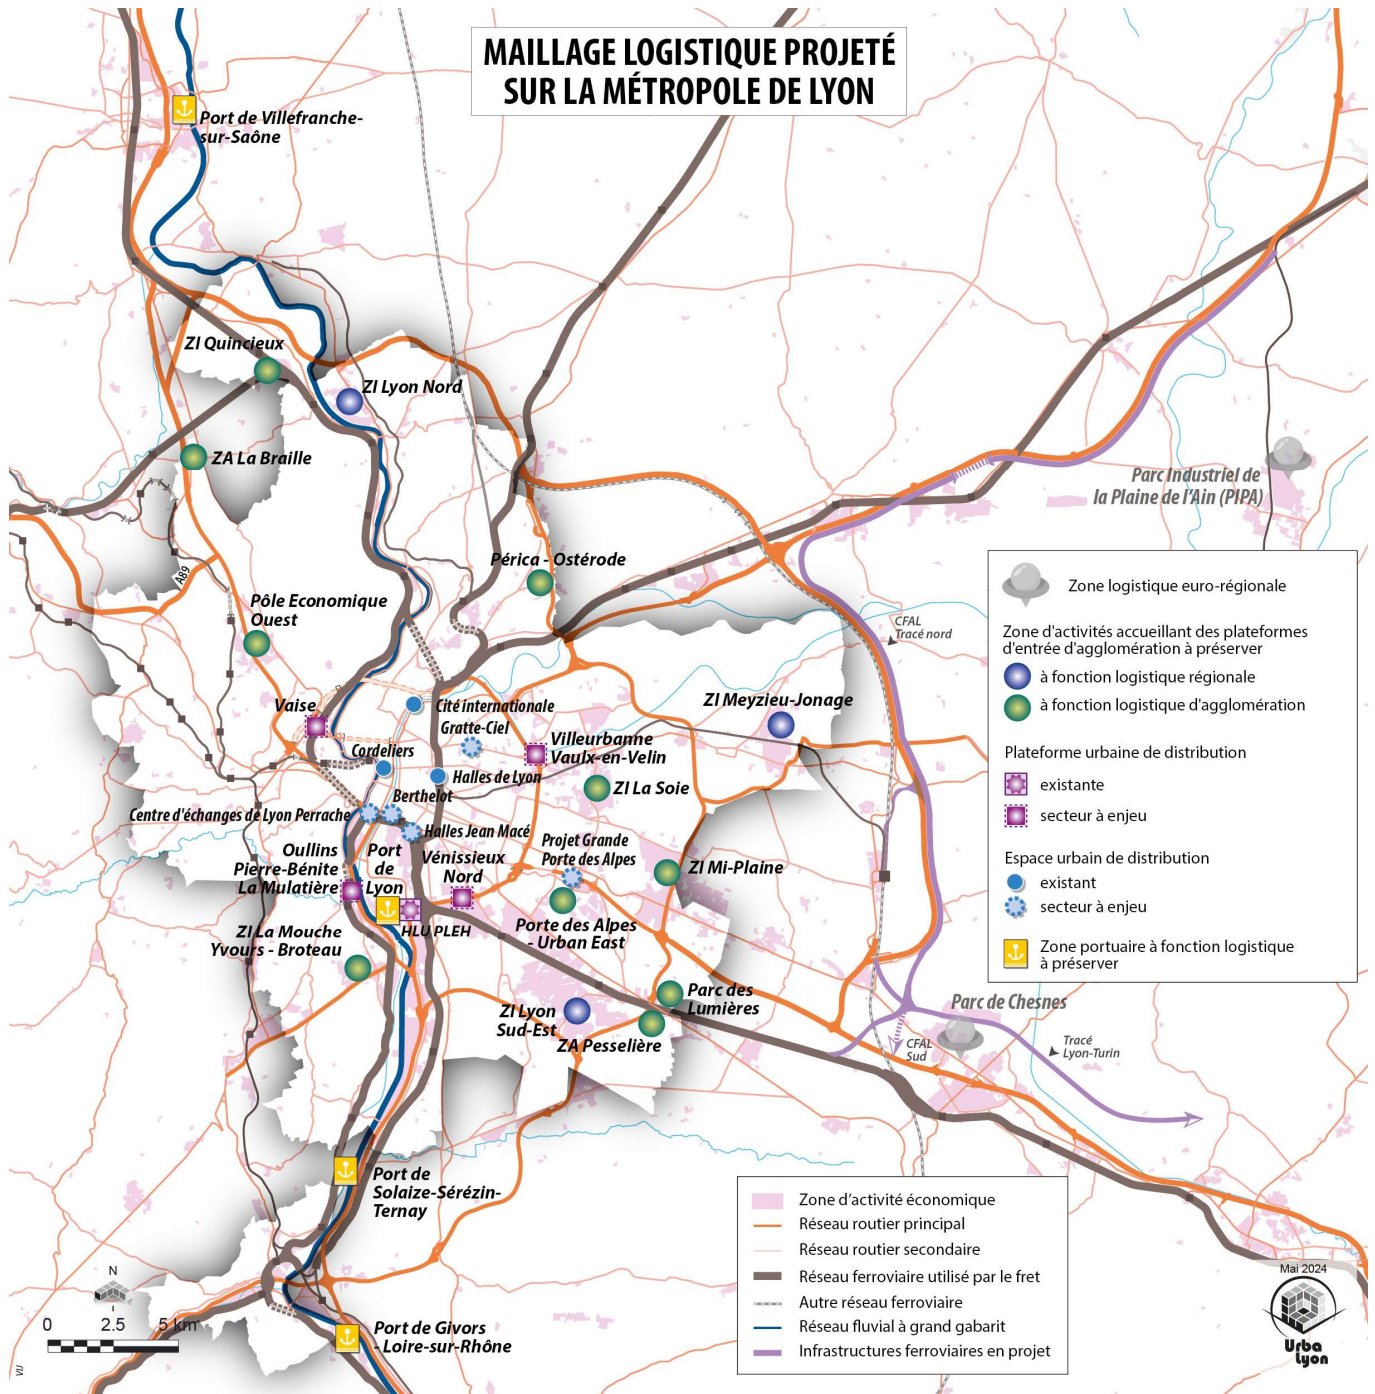 MAILLAGE LOGISTIQUE PROJETÉ
SUR LA MÉTROPOLE DE LYON
Port de Villefranche-
sur-Saône
ZI Quincieux
ZI Lyon Nord
ZA La Braille
Parc Industriel de
la Plaine de l'Ain (PIPA)
A89
Périca - Ostérode
Pôle Economique
Ouest
CFAL
Tracé nord
Vaise
Cité internationale
Gratte-Ciel
ZI Meyzieu-Jonage
Cordeliers
Villeurbanne
Vaulx-en-Velin
Halles de Lyon
ZI La Soie
Berthelot
Centre d'échanges de Lyon Perrache
Halles Jean Macé
Projet Grande
Porte des Alpes
Oullins
Pierre-Bénite
La Mulatière
Port
de
Lyon
Vénissieux
Nord
ZI Mi-Plaine
HLU PLEH
Porte des Alpes
- Urban East
ZI La Mouche
Yvours - Broteau
Parc des
Lumières
ZI Lyon
Sud-Est
ZA Pesselière
Parc de Chesnes
CFAL
Sud
Tracé
Lyon-Turin
Port de
Solaize-Sérézin-
Ternay
Port de Givors
- Loire-sur-Rhône
Zone logistique euro-régionale
Zone d'activités accueillant des plateformes
d'entrée d'agglomération à préserver
à fonction logistique régionale
à fonction logistique d'agglomération
Plateforme urbaine de distribution
existante
secteur à enjeu
Espace urbain de distribution
existant
secteur à enjeu
Zone portuaire à fonction logistique
à préserver
Zone d'activité économique
Réseau routier principal
Réseau routier secondaire
Réseau ferroviaire utilisé par le fret
Autre réseau ferroviaire
Réseau fluvial à grand gabarit
Infrastructures ferroviaires en projet
N
0 2.5 5 km
Mai 2024
Urba
Lyon